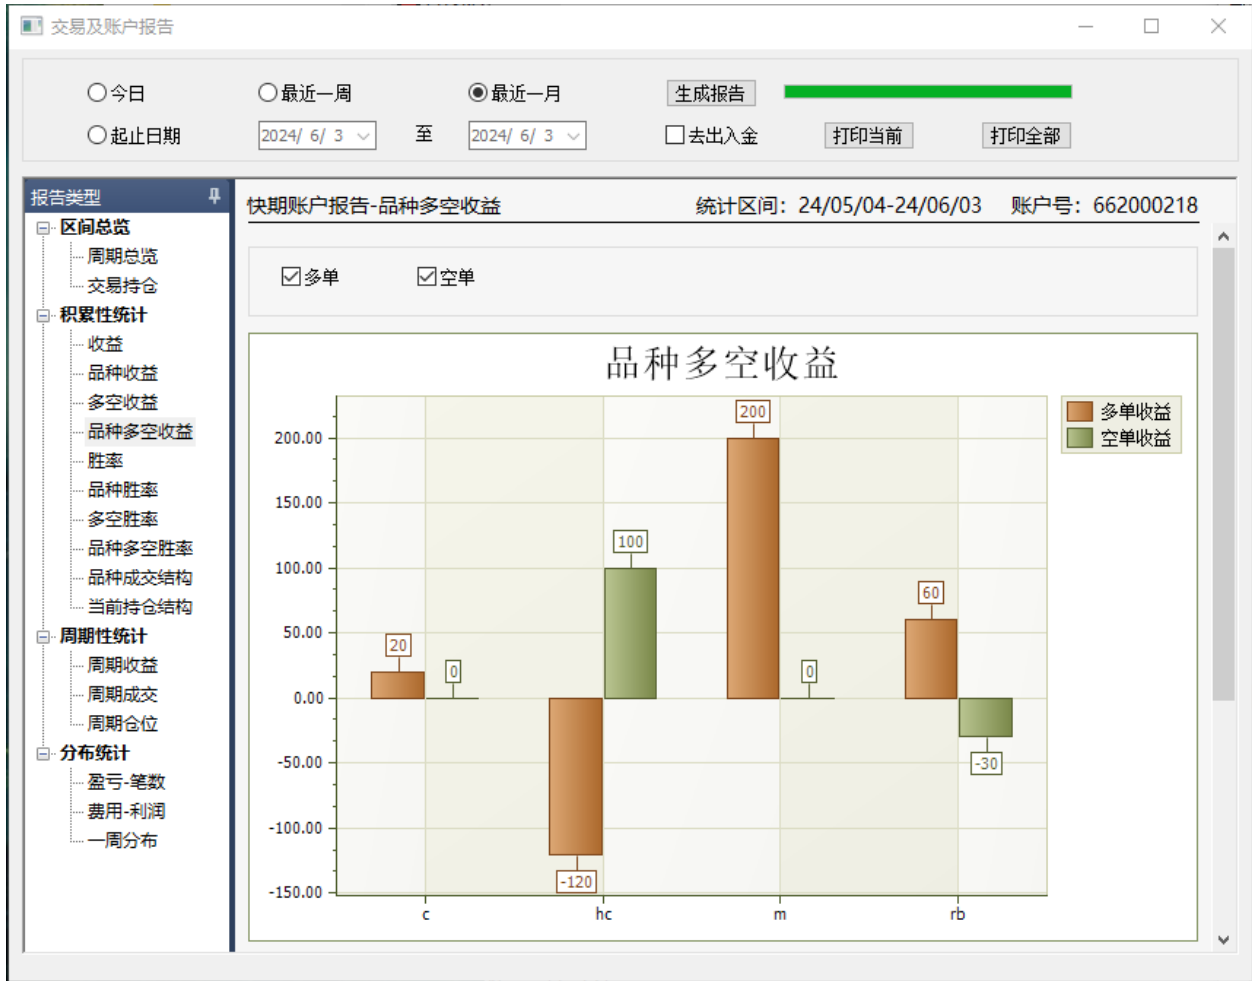 交易及账户报告
今日 最近一周 最近一月 生成报告
起止日期 2024/ 6/ 3 至 2024/ 6/ 3 去出入金 打印当前 打印全部
报告类型
区间总览
周期总览
交易持仓
积累性统计
收益
品种收益
多空收益
品种多空收益
胜率
品种胜率
多空胜率
品种多空胜率
品种成交结构
当前持仓结构
周期性统计
周期收益
周期成交
周期仓位
分布统计
盈亏-笔数
费用-利润
一周分布
快期账户报告-品种多空收益 统计区间：24/05/04-24/06/03 账户号：662000218
多单 空单
品种多空收益
多单收益
空单收益
200.00
150.00
100.00
50.00
0.00
-50.00
-100.00
-150.00
20
0
-120
100
200
0
60
-30
c hc m rb